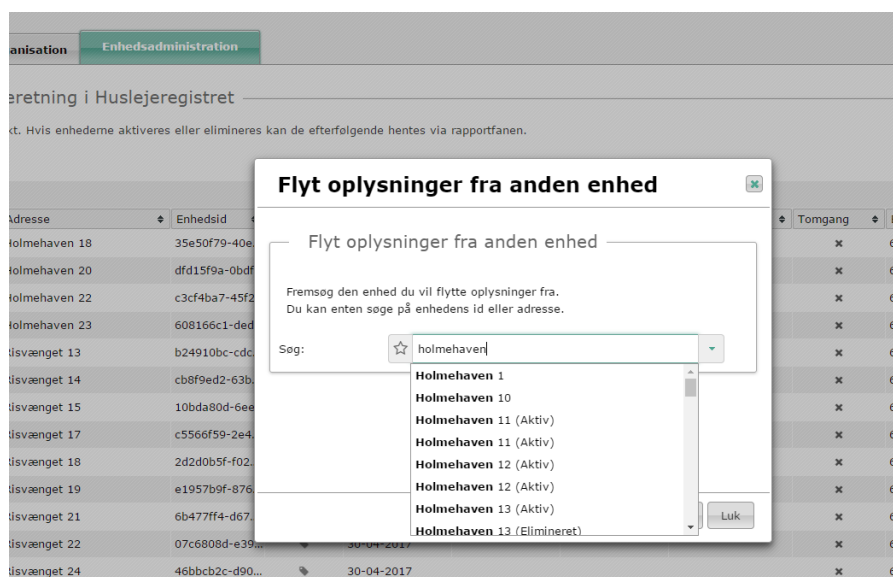 anisation Enhedsadministration
eretning i Huslejeregistret
kt. Hvis enhederne aktiveres eller elimineres kan de efterfølgende hentes via rapportfanen.
Flyt oplysninger fra anden enhed
Adresse Enhedsid Tomgang
Flyt oplysninger fra anden enhed
Holmehaven 18 35e50f79-40e.
Holmehaven 20 dfd15f9a-0bdf
Holmehaven 22 c3cf4ba7-45f2
Fremsøg den enhed du vil flytte oplysninger fra.
Du kan enten søge på enhedens id eller adresse.
Holmehaven 23 608166c1-ded
Risvænget 13 b24910bc-cdc.
Søg: holmehaven
Risvænget 14 cb8f9ed2-63b.
Holmehaven 1
Holmehaven 10
Risvænget 15 10bda80d-6ee
Holmehaven 11 (Aktiv)
Risvænget 17 c5566f59-2e4.
Holmehaven 11 (Aktiv)
Risvænget 18 2d2d0b5f-f02.
Holmehaven 12 (Aktiv)
Risvænget 19 e1957b9f-876.
Holmehaven 12 (Aktiv)
Risvænget 21 6b477ff4-d67.
Holmehaven 13 (Aktiv)
Luk
Holmehaven 13 (Elimineret)
Risvænget 22 07c6808d-e39... 30-04-2017
Risvænget 24 46bbcb2c-d90... 30-04-2017